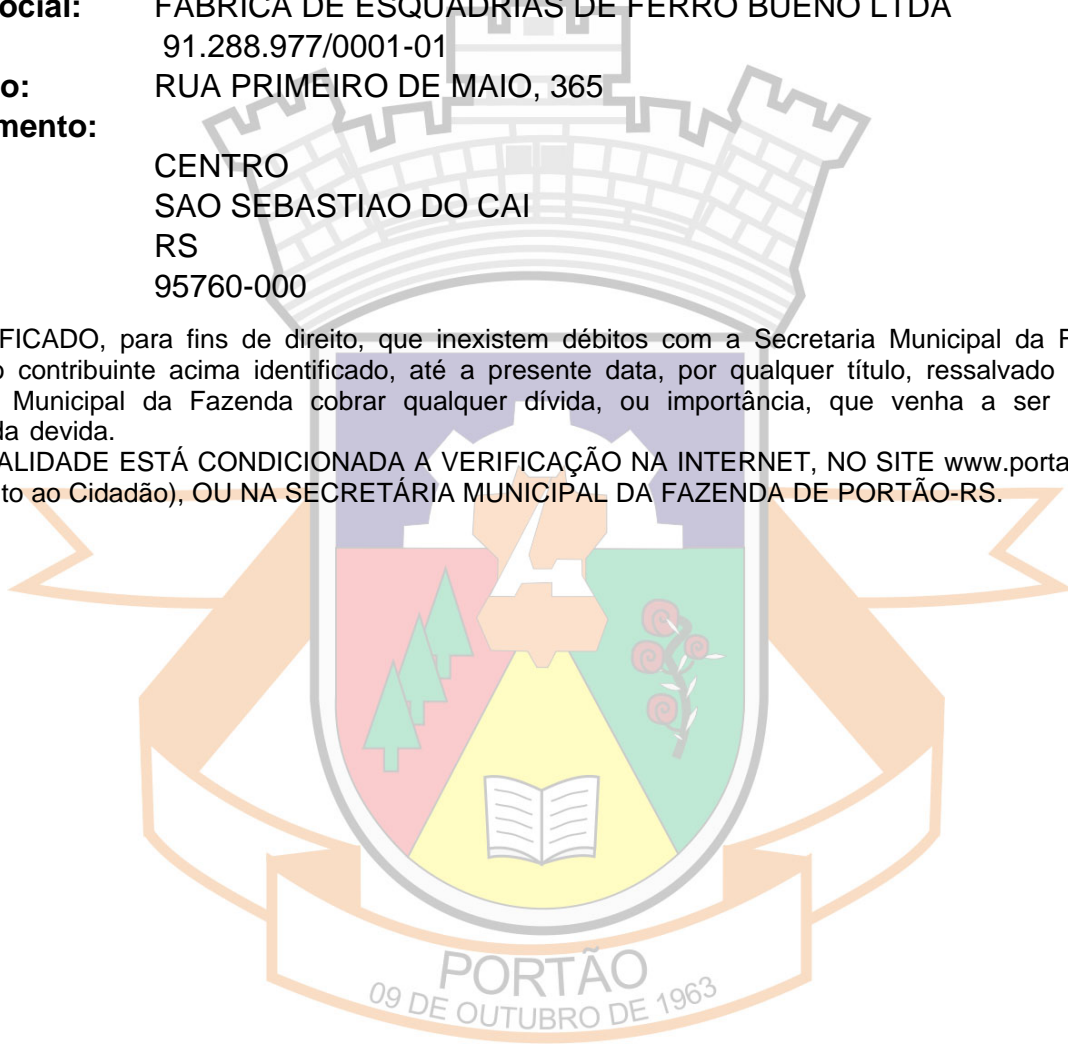 ocial: FABRICA DE ESQUADRIAS DE FERRO BUENO LTDA
91.288.977/0001-01
o: RUA PRIMEIRO DE MAIO, 365
mento:
CENTRO
SAO SEBASTIAO DO CAI
RS
95760-000
FICADO, para fins de direito, que inexistem débitos com a Secretaria Municipal da F
o contribuinte acima identificado, até a presente data, por qualquer título, ressalvado
Municipal da Fazenda cobrar qualquer dívida, ou importância, que venha a ser
da devida.
ALIDADE ESTÁ CONDICIONADA A VERIFICAÇÃO NA INTERNET, NO SITE www.porta
to ao Cidadão), OU NA SECRETÁRIA MUNICIPAL DA FAZENDA DE PORTÃO-RS.
PORTÃO
09 DE OUTUBRO DE 1963